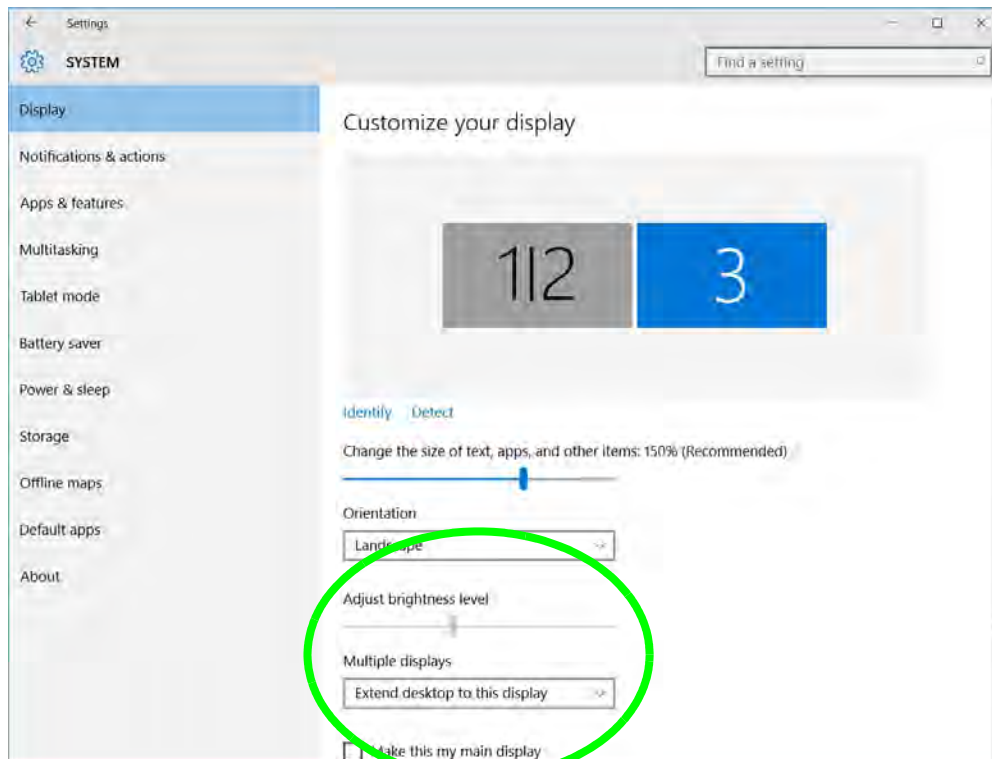 Settings
SYSTEM
Find a setting
Display
Notifications & actions
Apps & features
Multitasking
Tablet mode
Battery saver
Power & sleep
Storage
Offline maps
Default apps
About
Customize your display
1|2
3
Identify Detect
Change the size of text, apps, and other items: 150% (Recommended)
Orientation
Landscape
Adjust brightness level
Multiple displays
Extend desktop to this display
Make this my main display